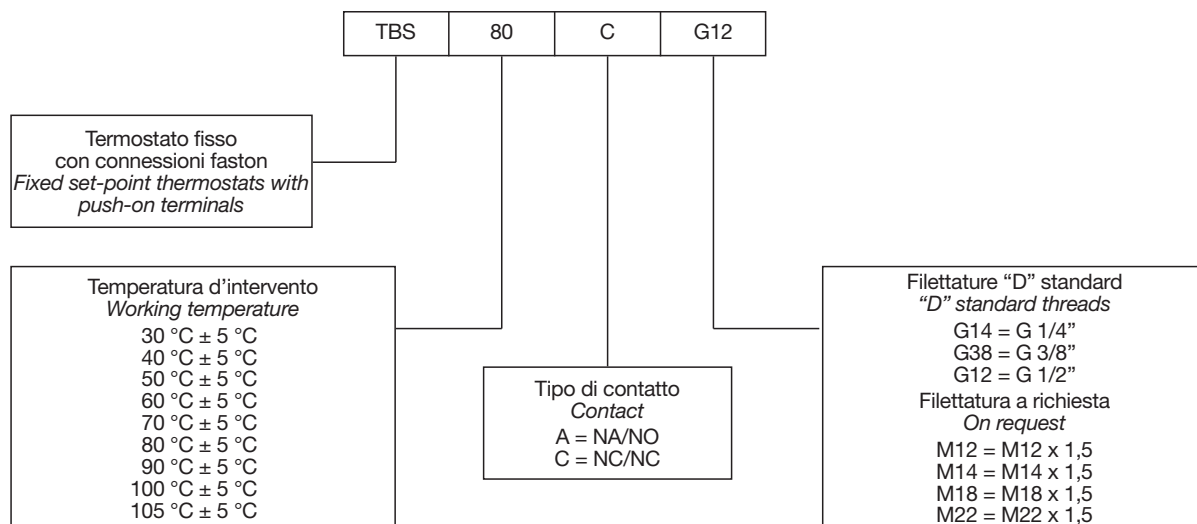 TBS 80 C G12
Termostato fisso
con connessioni faston
Fixed set-point thermostats with
push-on terminals
Temperatura d’intervento
Working temperature
30 °C ± 5 °C
40 °C ± 5 °C
50 °C ± 5 °C
60 °C ± 5 °C
70 °C ± 5 °C
80 °C ± 5 °C
90 °C ± 5 °C
100 °C ± 5 °C
105 °C ± 5 °C
Tipo di contatto
Contact
A = NA/NO
C = NC/NC
Filettature “D” standard
“D” standard threads
G14 = G 1/4”
G38 = G 3/8”
G12 = G 1/2”
Filettatura a richiesta
On request
M12 = M12 x 1,5
M14 = M14 x 1,5
M18 = M18 x 1,5
M22 = M22 x 1,5